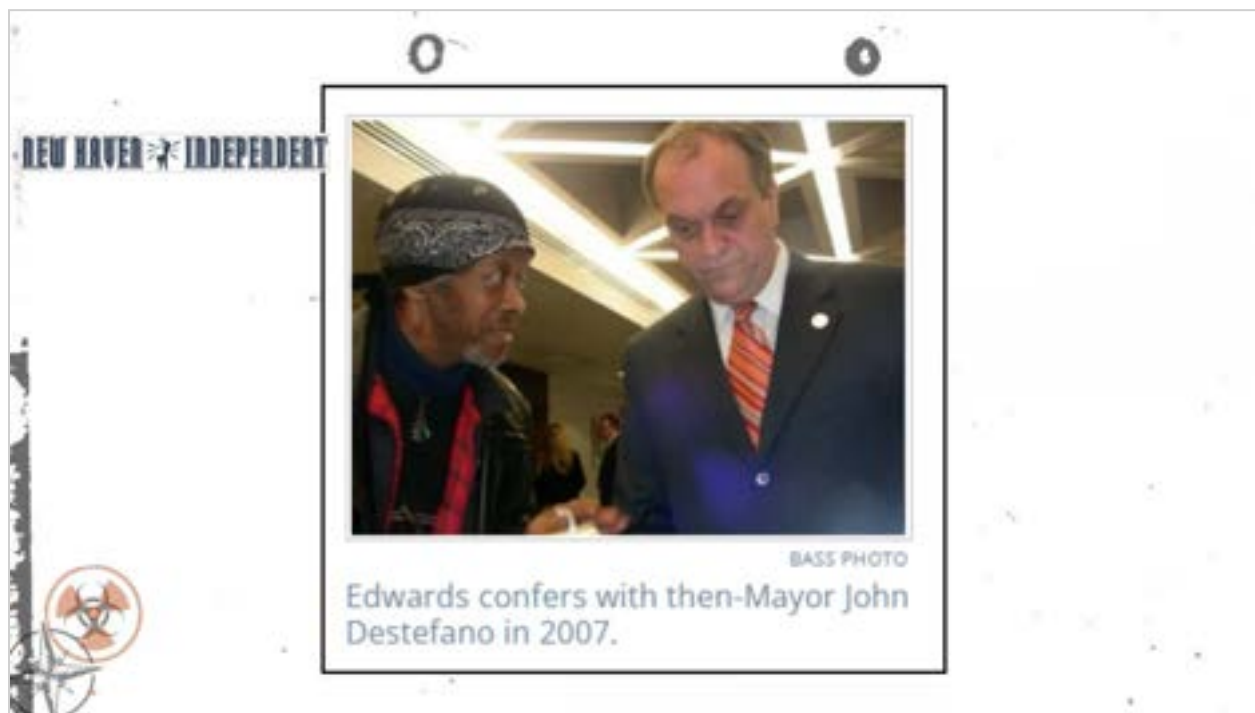 NEW HAVEN INDEPENDENT
BASS PHOTO
Edwards confers with then-Mayor John
Destefano in 2007.